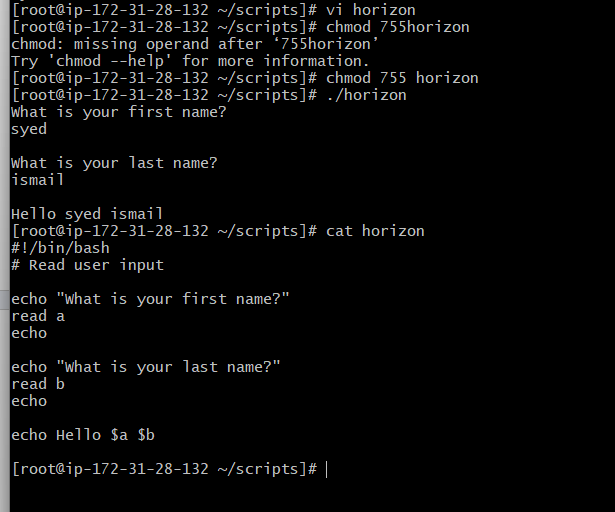 [root@ip-172-31-28-132 ~/scripts]# vi horizon
[root@ip-172-31-28-132 ~/scripts]# chmod 755horizon
chmod: missing operand after ‘755horizon’
Try 'chmod --help' for more information.
[root@ip-172-31-28-132 ~/scripts]# chmod 755 horizon
[root@ip-172-31-28-132 ~/scripts]# ./horizon
What is your first name?
syed

What is your last name?
ismail

Hello syed ismail
[root@ip-172-31-28-132 ~/scripts]# cat horizon
#!/bin/bash
# Read user input

echo "What is your first name?"
read a
echo

echo "What is your last name?"
read b
echo

echo Hello $a $b

[root@ip-172-31-28-132 ~/scripts]#